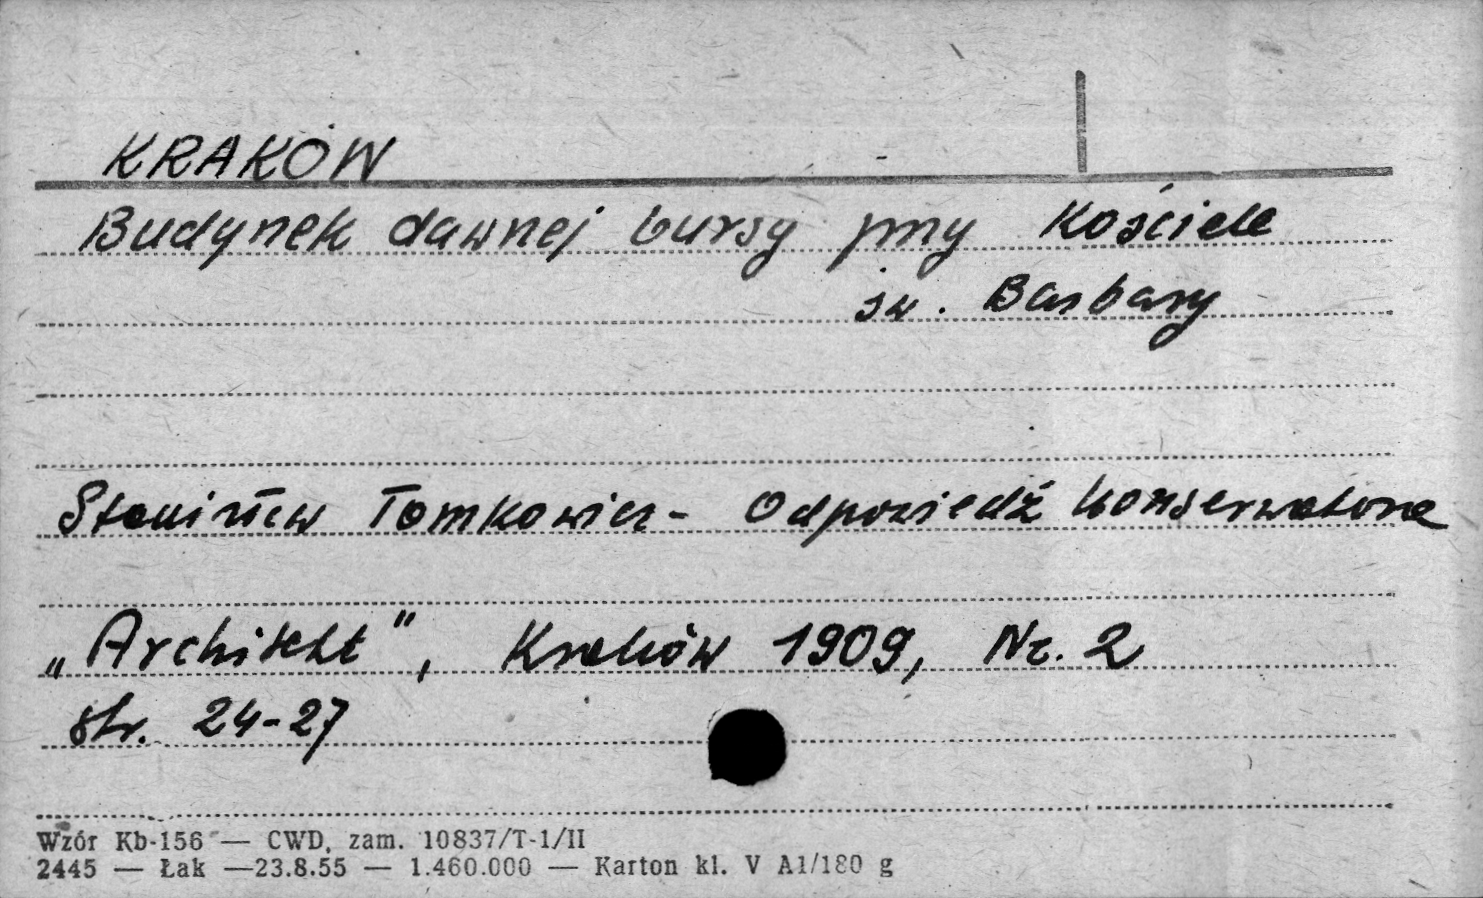 KRAKÓW
Budynek dawnej bursy przy Kościele
św. Barbary
Stanisław Tomkowicz - Odpowiedź konserwatora
„Architekt", Kraków 1909, Nr. 2
str. 24-27
Wzór Kb-156 — CWD, zam. 10837/T-1/II
2445 — Łak —23.8.55 — 1.460.000 — Karton kl. V A1/180 g